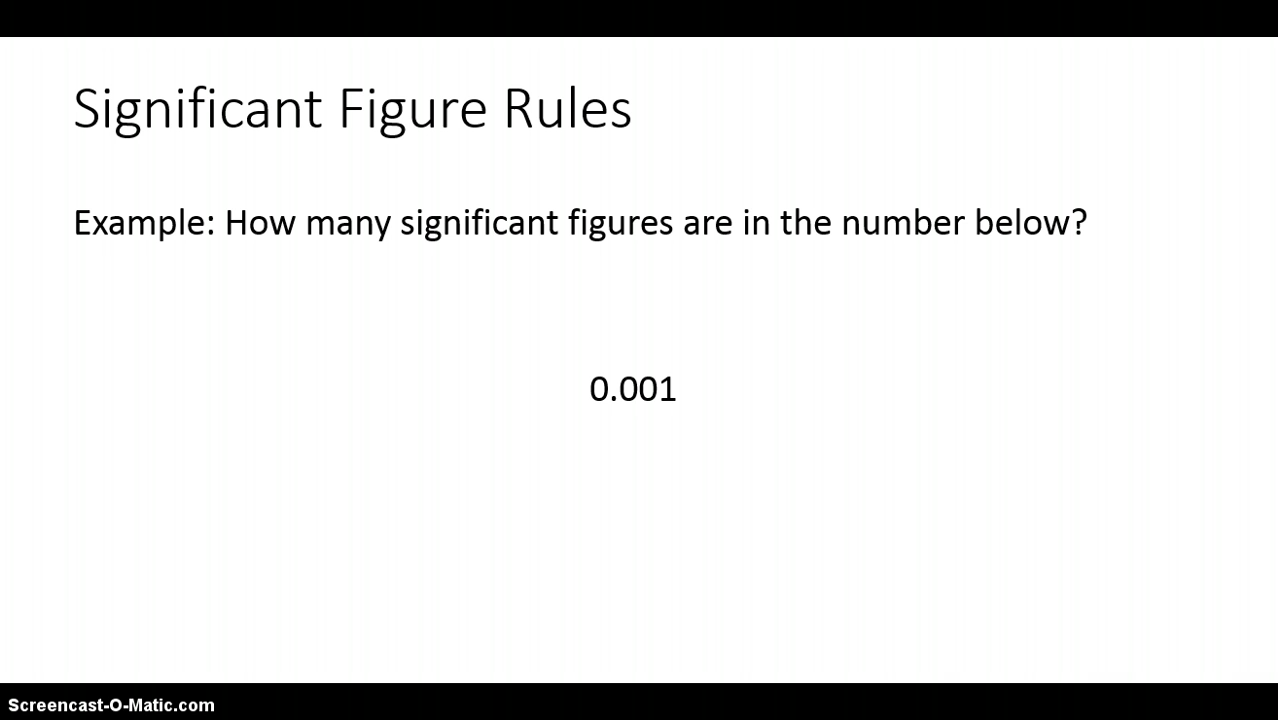 Significant Figure Rules
Example: How many significant figures are in the number below?
0.001
Screencast-O-Matic.com